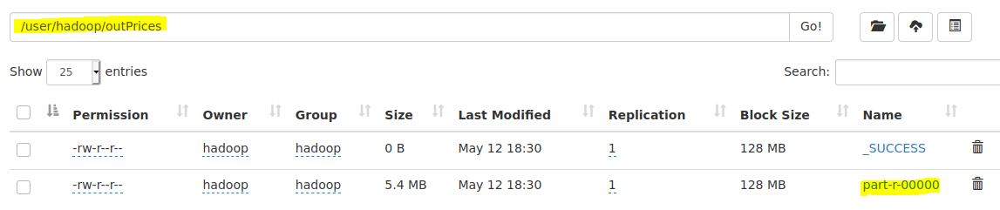 /user/hadoop/outPrices Go!
Show 25 entries Search:
Permission Owner Group Size Last Modified Replication Block Size Name
-rw-r--r-- hadoop hadoop 0 B May 12 18:30 1 128 MB _SUCCESS
-rw-r--r-- hadoop hadoop 5.4 MB May 12 18:30 1 128 MB part-r-00000